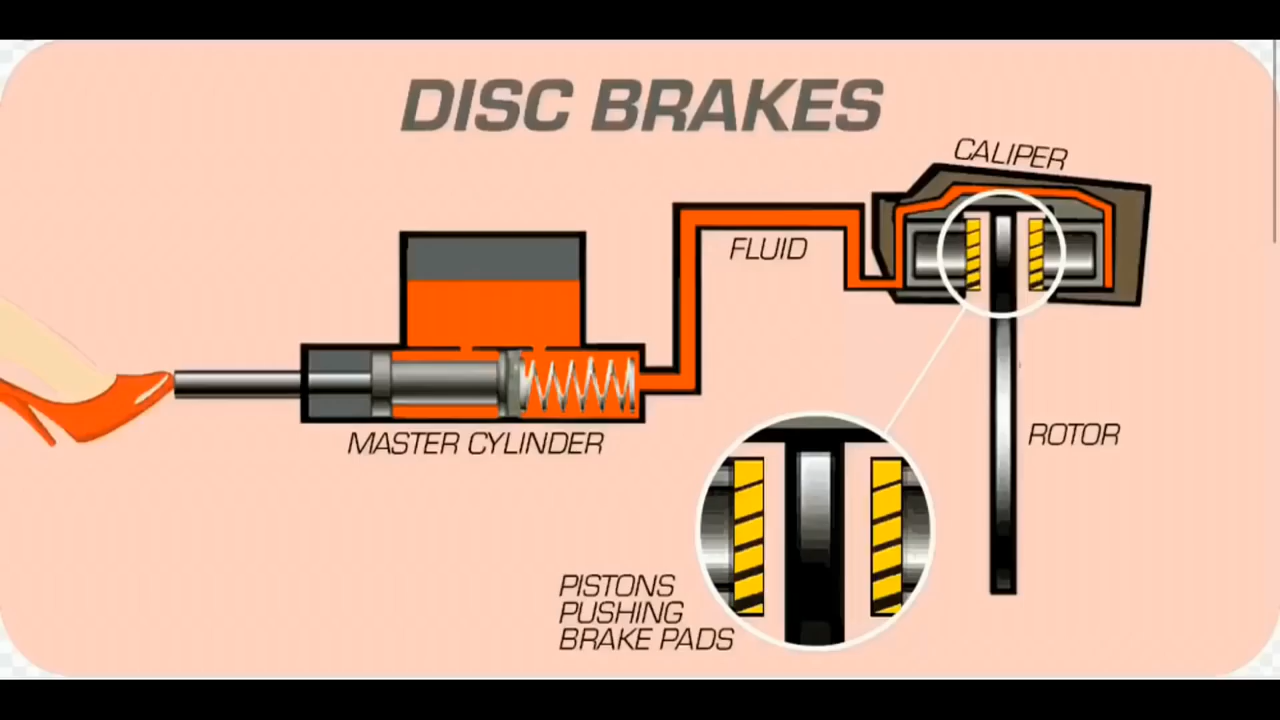 DISC BRAKES
CALIPER
FLUID
MASTER CYLINDER
ROTOR
PISTONS
PUSHING
BRAKE PADS